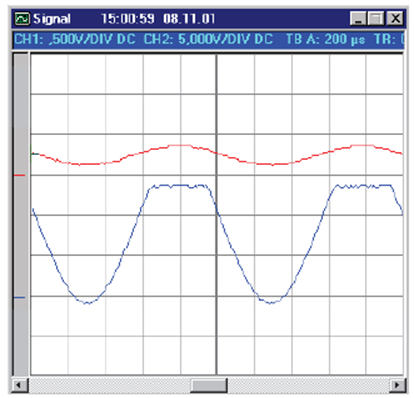 Signal 15:00:59 08.11.01
CH1: ,500V/DIV DC CH2: 5,000V/DIV DC TB A: 200 µs TR: